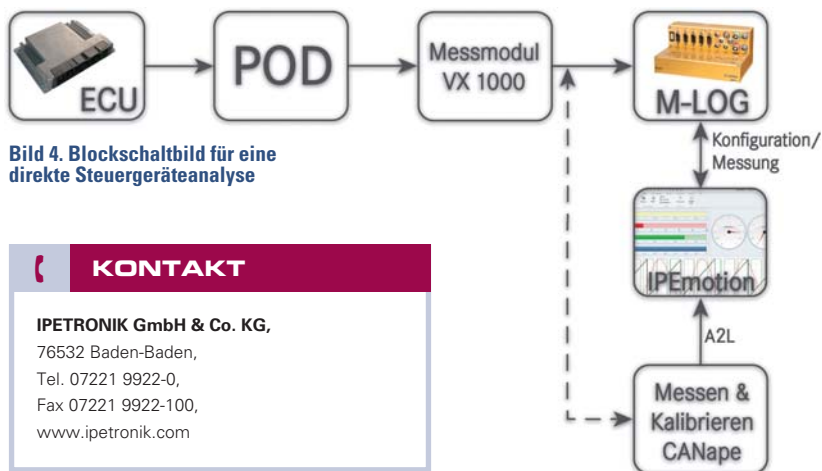 ECU
POD
Messmodul
VX 1000
M-LOG
Bild 4. Blockschaltbild für eine
direkte Steuergeräteanalyse
Konfiguration/
Messung
IPEmotion
A2L
Messen &
Kalibrieren
CANape
KONTAKT
IPETRONIK GmbH & Co. KG,
76532 Baden-Baden,
Tel. 07221 9922-0,
Fax 07221 9922-100,
www.ipetronik.com